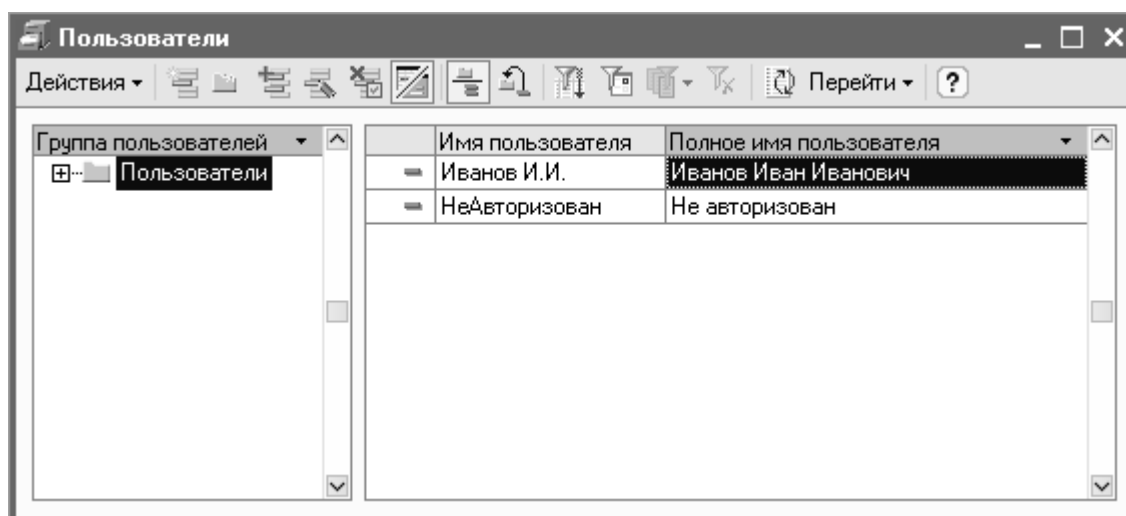 Пользователи
Действия Перейти ?
Группа пользователей
Пользователи
Имя пользователя Полное имя пользователя
Иванов И.И. Иванов Иван Иванович
НеАвторизован Не авторизован